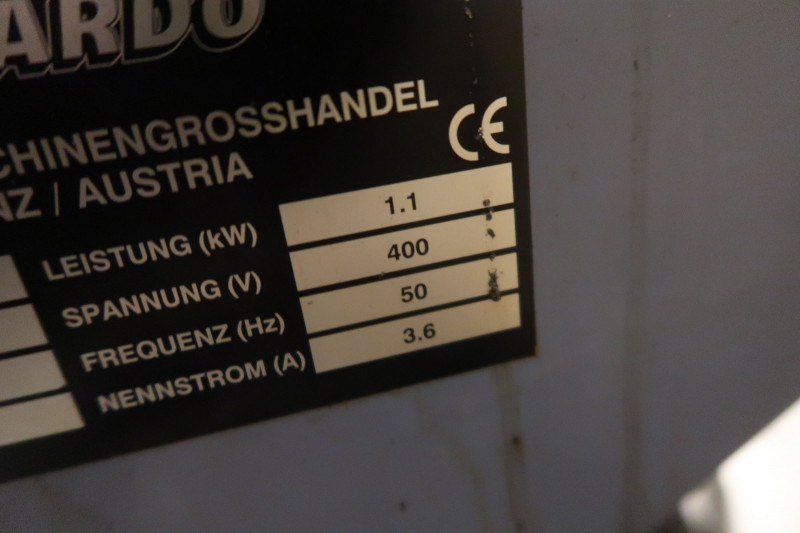 ARDO
CHINENGROSSHANDEL
NZ / AUSTRIA
CE
LEISTUNG (kW) 1.1
SPANNUNG (V) 400
FREQUENZ (Hz) 50
NENNSTROM (A) 3.6